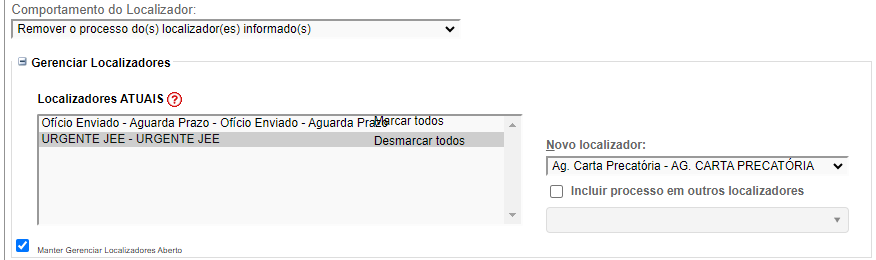 Comportamento do Localizador:
Remover o processo do(s) localizador(es) informado(s)
Gerenciar Localizadores
Localizadores ATUAIS ?
Ofício Enviado - Aguarda Prazo - Ofício Enviado - Aguarda Prazo
Marcar todos
URGENTE JEE - URGENTE JEE
Desmarcar todos
Novo localizador:
Ag. Carta Precatória - AG. CARTA PRECATÓRIA
Incluir processo em outros localizadores
Manter Gerenciar Localizadores Aberto